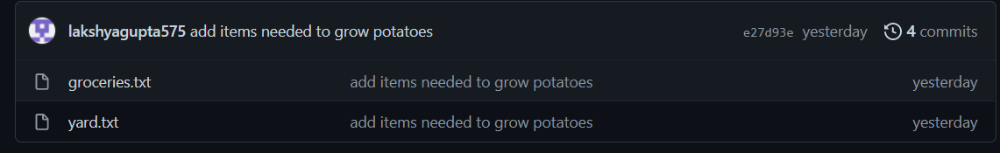 lakshyagupta575 add items needed to grow potatoes e27d93e yesterday 4 commits
groceries.txt add items needed to grow potatoes yesterday
yard.txt add items needed to grow potatoes yesterday